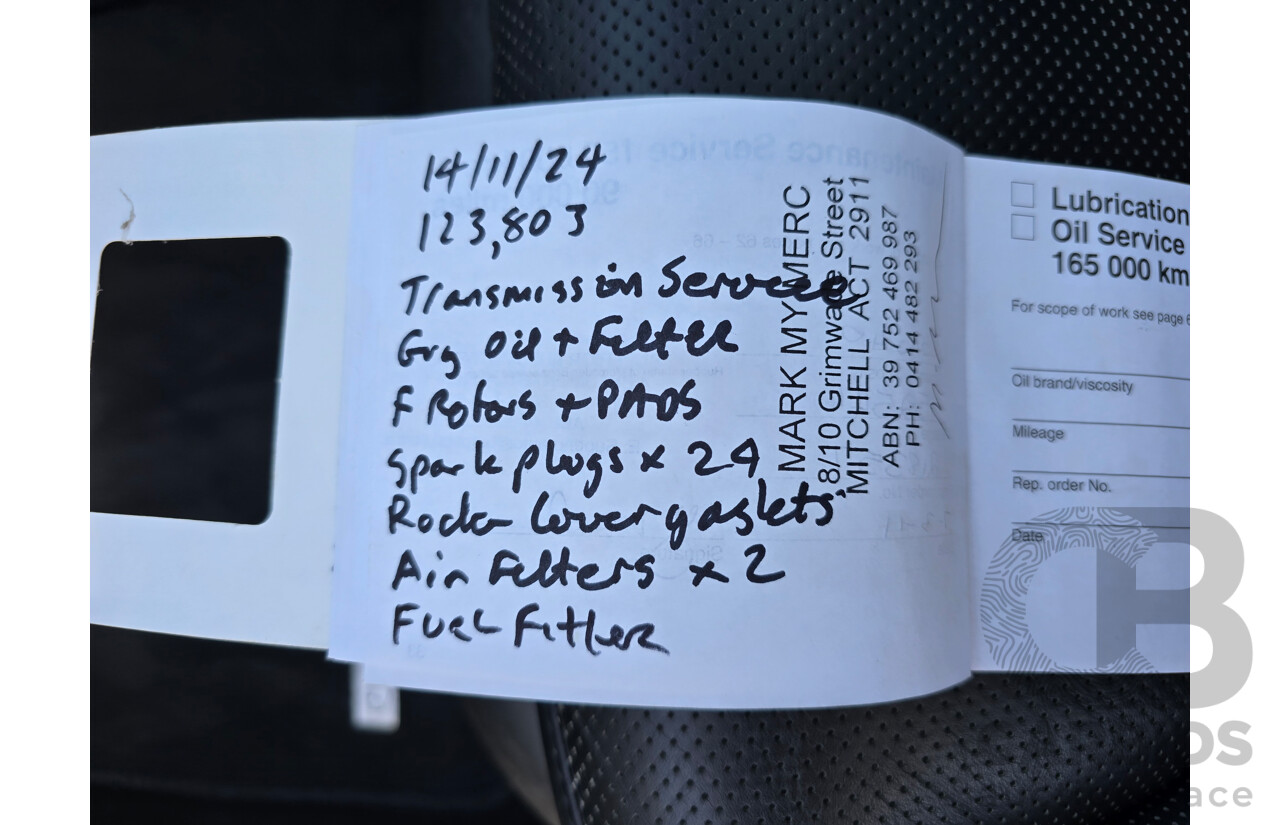 14/11/24
123,803
Transmission Service
Grg Oil + Filter
F Rotors + PADS
Spark plugs x 24
Rocker Cover gaskets
Air Filters x 2
Fuel Filter
MARK MY MERC
8/10 Grimwade Street
MITCHELL ACT 2911
ABN: 39 752 469 987
PH: 0414 482 293
Lubrication
Oil Service
165 000 km
For scope of work see page 6
Oil brand/viscosity
Mileage
Rep. order No.
Date